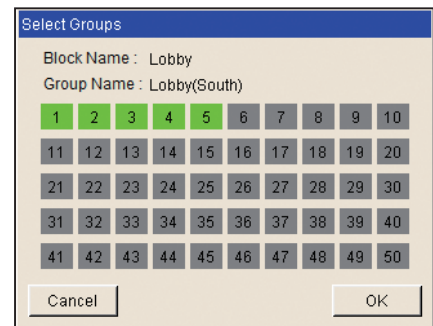 Select Groups
Block Name : Lobby
Group Name : Lobby(South)
1 2 3 4 5 6 7 8 9 10
11 12 13 14 15 16 17 18 19 20
21 22 23 24 25 26 27 28 29 30
31 32 33 34 35 36 37 38 39 40
41 42 43 44 45 46 47 48 49 50
Cancel OK